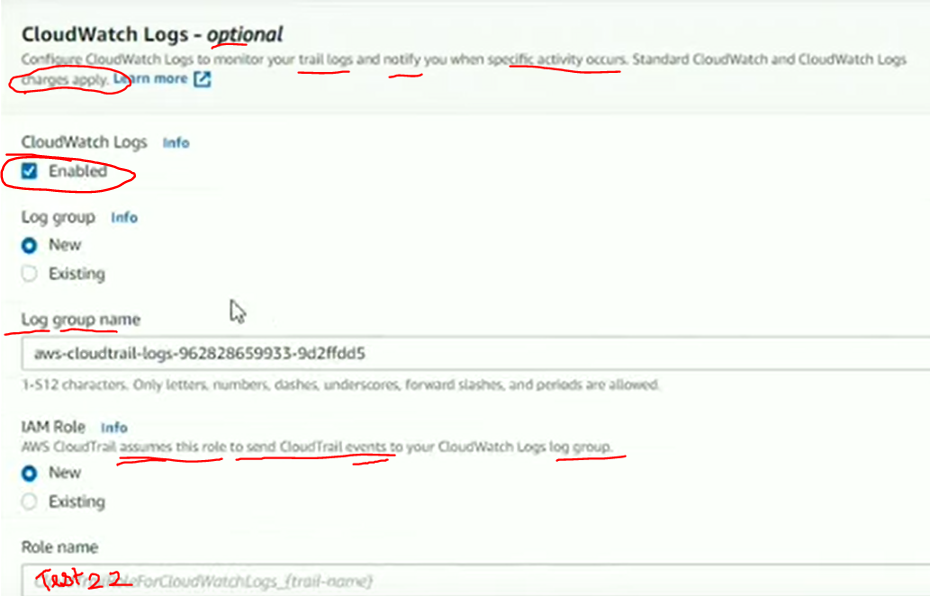 CloudWatch Logs - optional
Configure CloudWatch Logs to monitor your trail logs and notify you when specific activity occurs. Standard CloudWatch and CloudWatch Logs
charges apply. Learn more
CloudWatch Logs Info
Enabled
Log group Info
New
Existing
Log group name
aws-cloudtrail-logs-962828659933-9d2ffdd5
1-512 characters. Only letters, numbers, dashes, underscores, forward slashes, and periods are allowed.
IAM Role Info
AWS CloudTrail assumes this role to send CloudTrail events to your CloudWatch Logs log group.
New
Existing
Role name
Test 22 ForCloudWatchLogs_{trail-name}